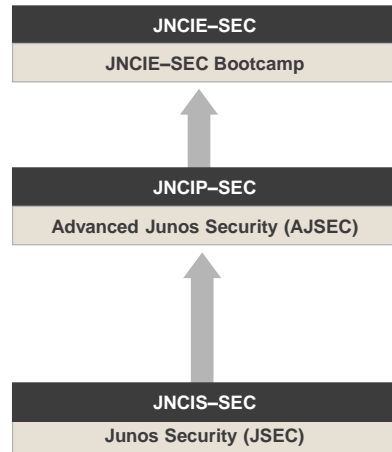 JNCIE–SEC
JNCIE–SEC Bootcamp
JNCIP–SEC
Advanced Junos Security (AJSEC)
JNCIS–SEC
Junos Security (JSEC)